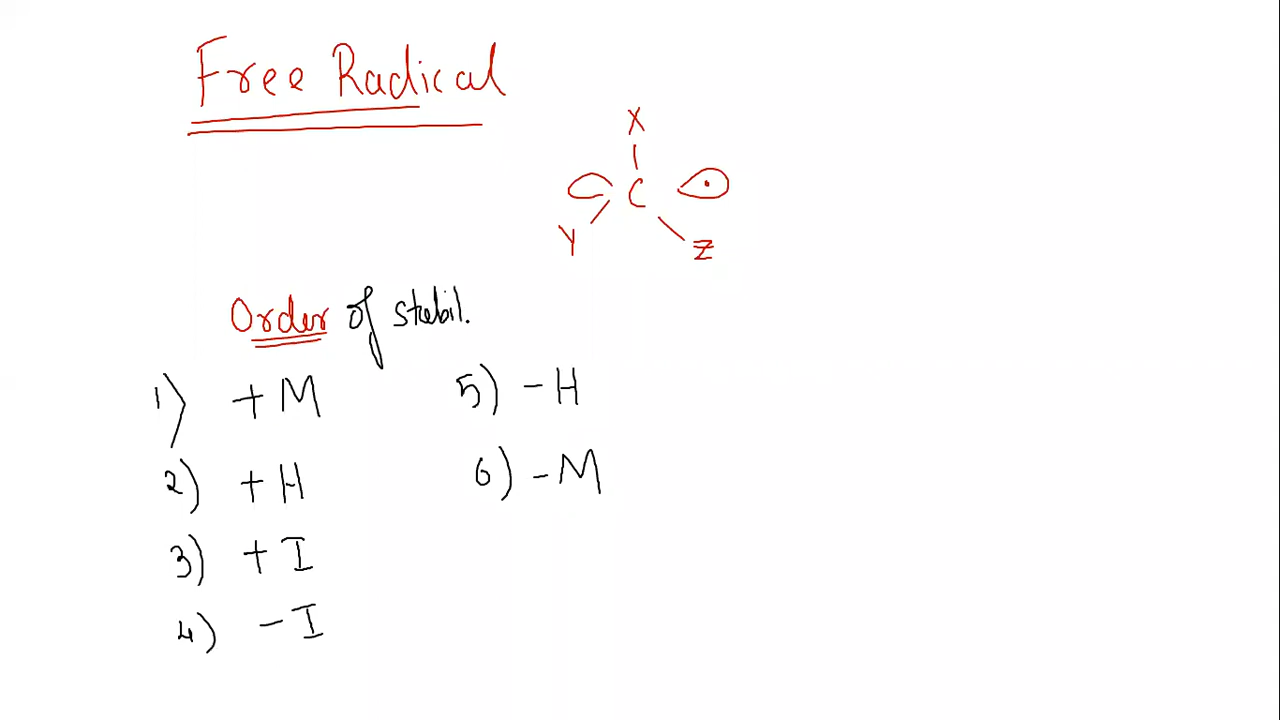 Free Radical
X
C
Y
Z
Order of stabil.
1) + M
2) + H
3) + I
4) - I
5) - H
6) - M